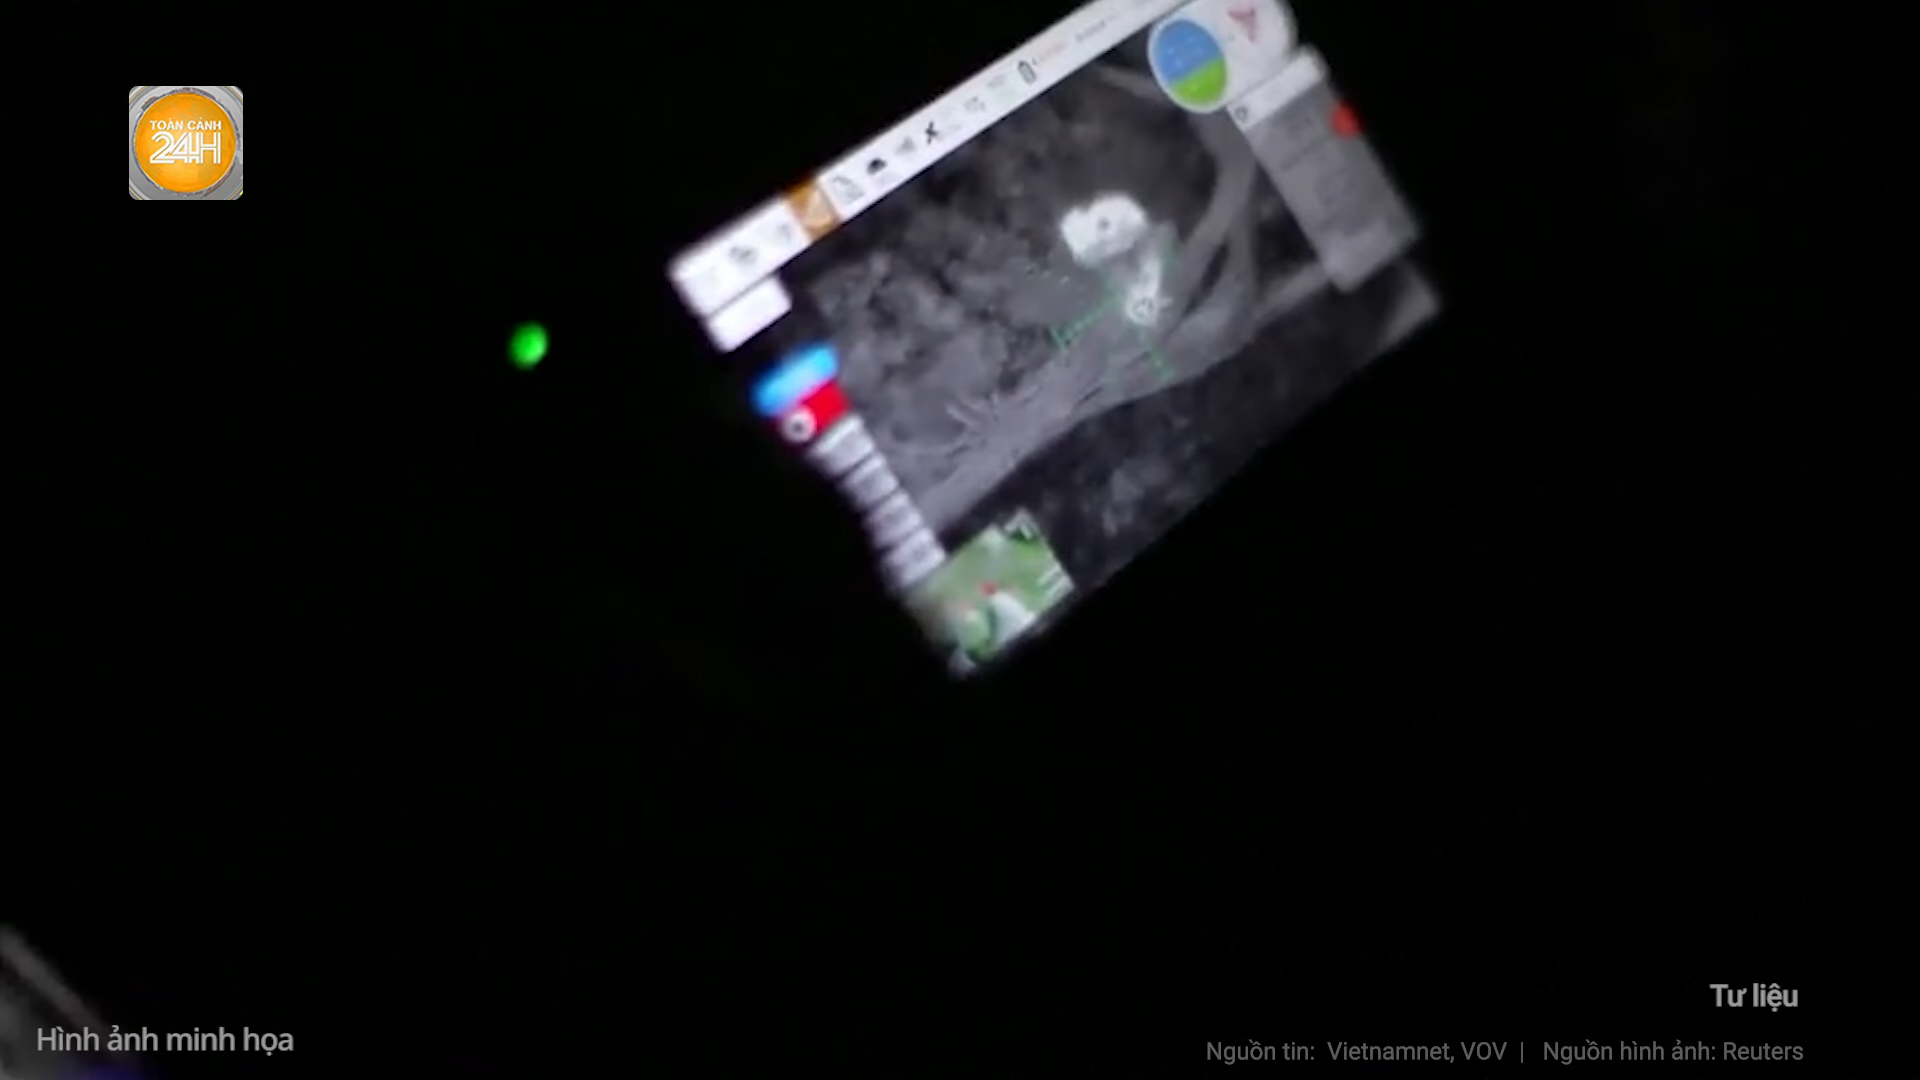 TOÀN CẢNH
24H
Tư liệu
Hình ảnh minh họa
Nguồn tin: Vietnamnet, VOV | Nguồn hình ảnh: Reuters